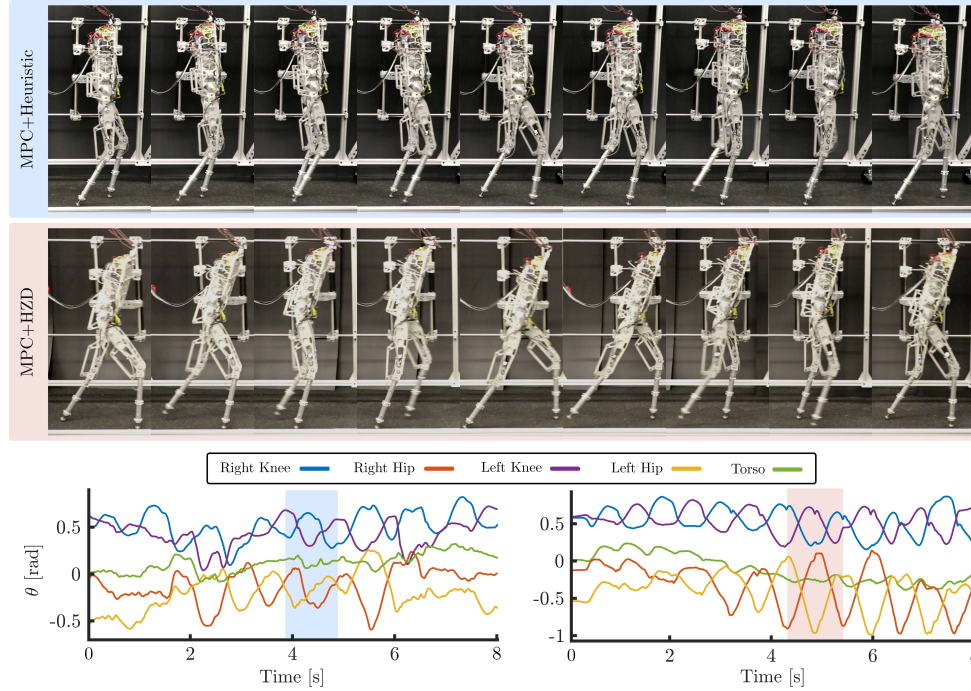 MPC+Heuristic
MPC+HZD
Right Knee Right Hip Left Knee Left Hip Torso
θ [rad]
0.5
0
-0.5
0 2 4 6 8
Time [s]
0.5
0
-0.5
-1
0 2 4 6
Time [s]